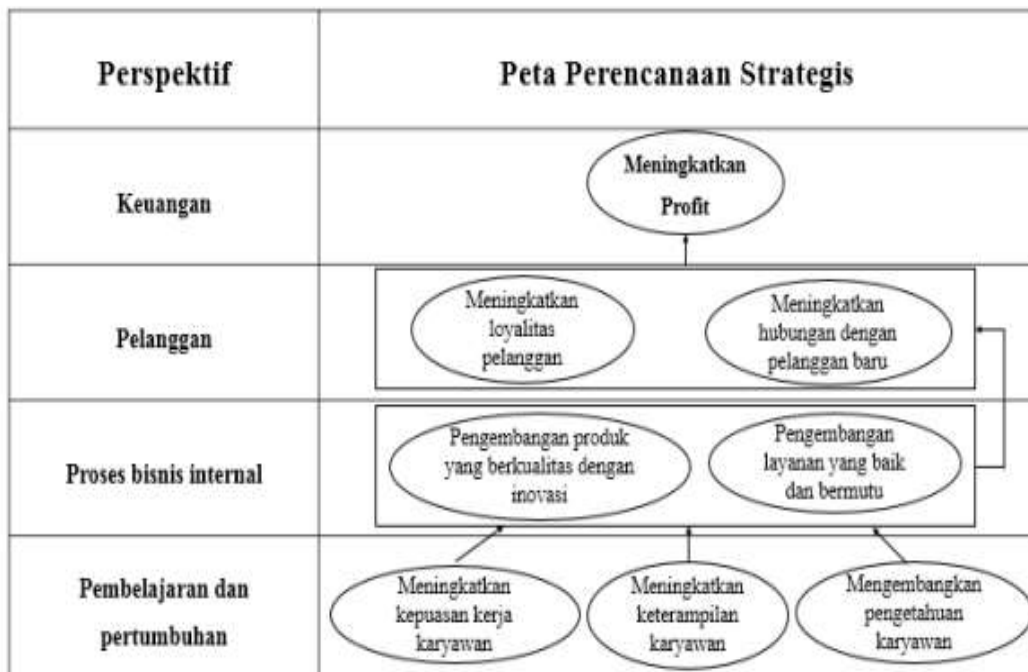 Perspektif
Peta Perencanaan Strategis
Keuangan
Meningkatkan
Profit
Pelanggan
Meningkatkan
loyalitas
pelanggan
Meningkatkan
hubungan dengan
pelanggan baru
Proses bisnis internal
Pengembangan produk
yang berkualitas dengan
inovasi
Pengembangan
layanan yang baik
dan bermutu
Pembelajaran dan
pertumbuhan
Meningkatkan
kepuasan kerja
karyawan
Meningkatkan
keterampilan
karyawan
Mengembangkan
pengetahuan
karyawan